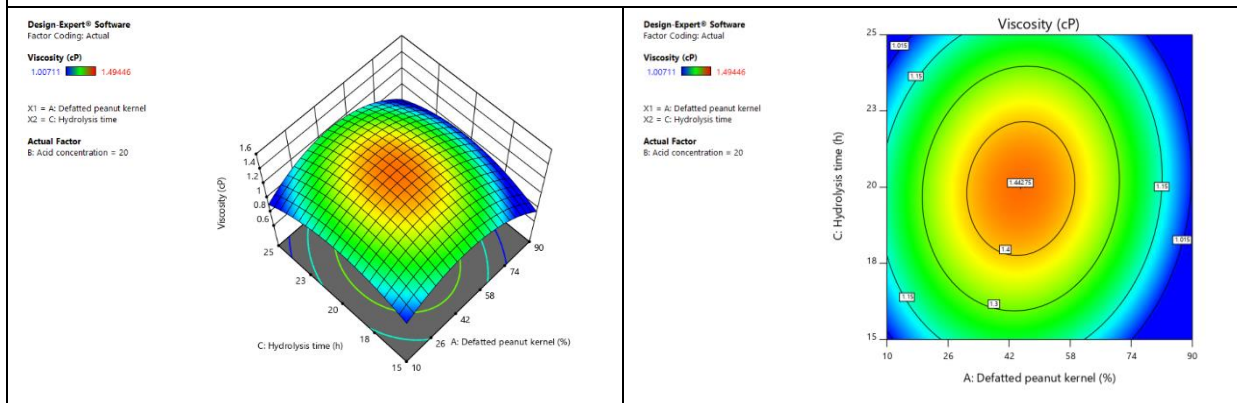 Design-Expert® Software
Factor Coding: Actual
Viscosity (cP)
1.00711 1.49446
X1 = A: Defatted peanut kernel
X2 = C: Hydrolysis time
Actual Factor
B: Acid concentration = 20
1.6
1.4
1.2
1
0.8
0.6
Viscosity (cP)
25
23
20
18
15
C: Hydrolysis time (h)
10
26
42
58
74
90
A: Defatted peanut kernel (%)
Design-Expert® Software
Factor Coding: Actual
Viscosity (cP)
1.00711 1.49446
X1 = A: Defatted peanut kernel
X2 = C: Hydrolysis time
Actual Factor
B: Acid concentration = 20
Viscosity (cP)
25
23
20
18
15
C: Hydrolysis time (h)
10 26 42 58 74 90
A: Defatted peanut kernel (%)
1.015
1.15
1.44275
1.15
1.4
1.015
1.15
1.3